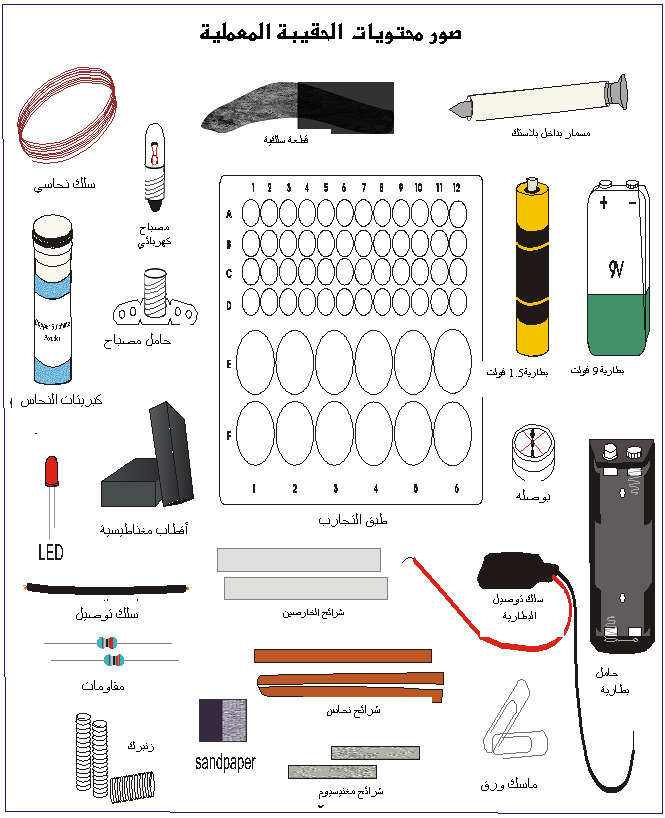 صور محتويات الحقيبة المعملية
سلك نحاسي
مصباح
كهربائي
قطعة سلكية
مسمار بداخل بلاستك
1 2 3 4 5 6 7 8 9 10 11 12
A
B
C
D
E
F
1 2 3 4 5 6
طبق التجارب
حامل مصباح
Powder
كبريتات النحاس
بطارية 1.5 فولت
+ -
9V
بطارية 9 فولت
بوصله
أقطاب مغناطيسية
LED
سلك توصيل
شرائح الخارصين
سلك توصيل
البطارية
حامل
بطارية
مقاومات
شرائح نحاس
زنبرك
sandpaper
شرائح مغنيسيوم
ماسك ورق